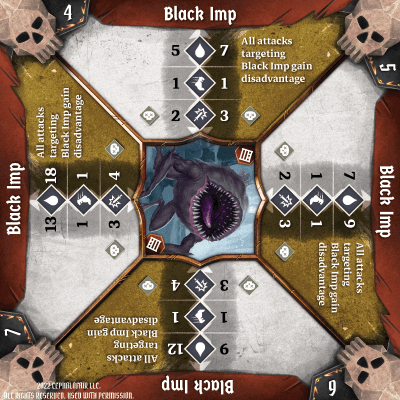 4
Black Imp
5 7
1 1
2 3
All attacks
targeting
Black Imp gain
disadvantage
5
Black Imp
7 9
1 1
2 3
All attacks
targeting
Black Imp gain
disadvantage
6
Black Imp
9 12
1 1
3 4
All attacks
targeting
Black Imp gain
disadvantage
7
Black Imp
13 18
1 1
3 4
All attacks
targeting
Black Imp gain
disadvantage
2022 CEPHALOFAIR LLC.
ALL RIGHTS RESERVED. USED WITH PERMISSION.